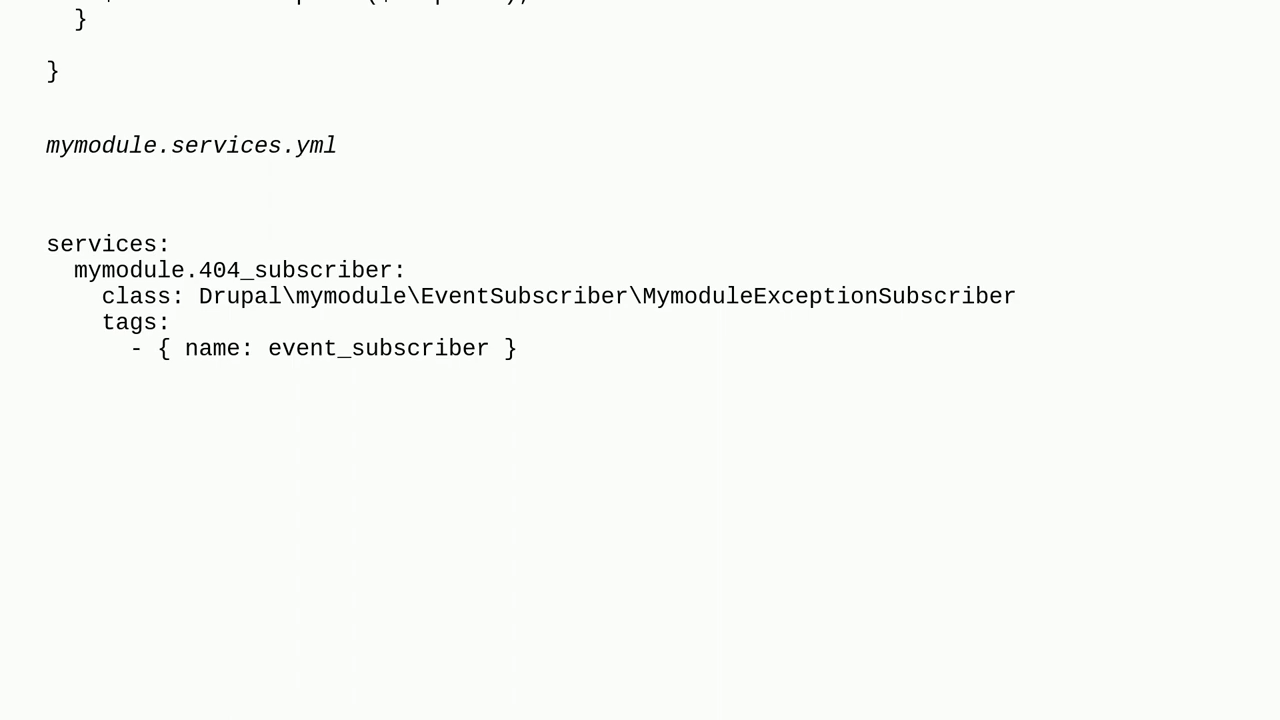 }
}
mymodule.services.yml
services:
  mymodule.404_subscriber:
    class: Drupal\mymodule\EventSubscriber\MymoduleExceptionSubscriber
    tags:
      - { name: event_subscriber }